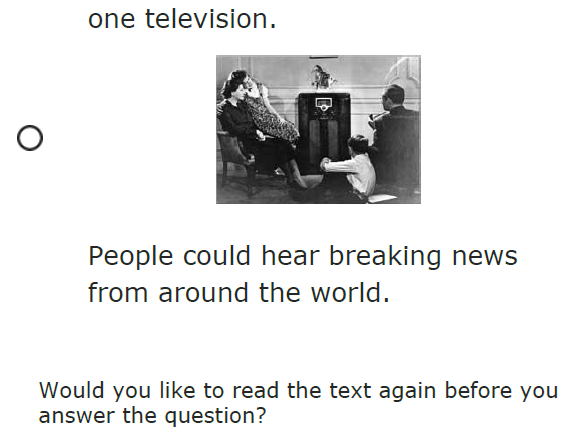 one television.
People could hear breaking news
from around the world.
Would you like to read the text again before you
answer the question?